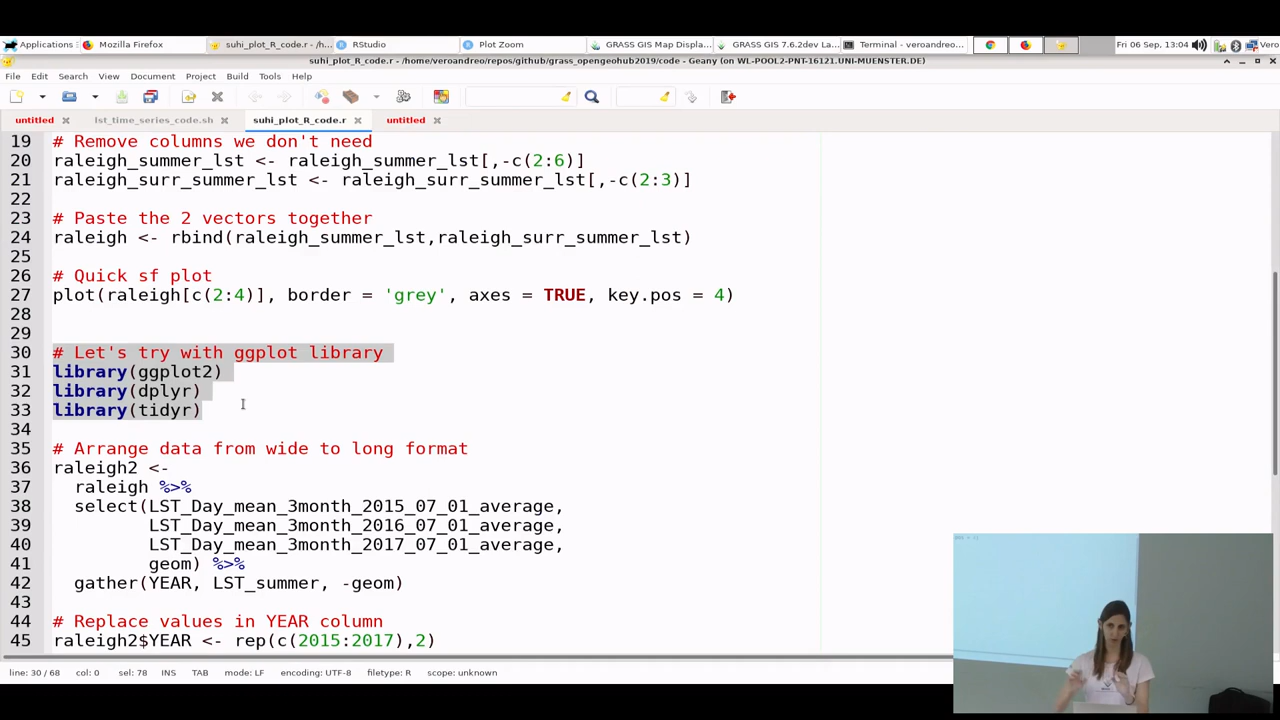 Applications
Mozilla Firefox
suhi_plot_R_code.r - /h...
RStudio
Plot Zoom
GRASS GIS Map Displa...
GRASS GIS 7.6.2dev La...
Terminal - veroandreo...
Fri 06 Sep, 13:04
Vero
suhi_plot_R_code.r - /home/veroandreo/repos/github/grass_opengeohub2019/code - Geany (on WL-POOL2-PNT-16121.UNI-MUENSTER.DE)
File Edit Search View Document Project Build Tools Help
untitled
lst_time_series_code.sh
suhi_plot_R_code.r
untitled
19 # Remove columns we don't need
20 raleigh_summer_lst <- raleigh_summer_lst[,-c(2:6)]
21 raleigh_surr_summer_lst <- raleigh_surr_summer_lst[,-c(2:3)]
22
23 # Paste the 2 vectors together
24 raleigh <- rbind(raleigh_summer_lst,raleigh_surr_summer_lst)
25
26 # Quick sf plot
27 plot(raleigh[c(2:4)], border = 'grey', axes = TRUE, key.pos = 4)
28
29
30 # Let's try with ggplot library
31 library(ggplot2)
32 library(dplyr)
33 library(tidyr)
34
35 # Arrange data from wide to long format
36 raleigh2 <-
37 raleigh %>%
38 select(LST_Day_mean_3month_2015_07_01_average,
39 LST_Day_mean_3month_2016_07_01_average,
40 LST_Day_mean_3month_2017_07_01_average,
41 geom) %>%
42 gather(YEAR, LST_summer, -geom)
43
44 # Replace values in YEAR column
45 raleigh2$YEAR <- rep(c(2015:2017),2)
line: 30 / 68 col: 0 sel: 78 INS TAB mode: LF encoding: UTF-8 filetype: R scope: unknown